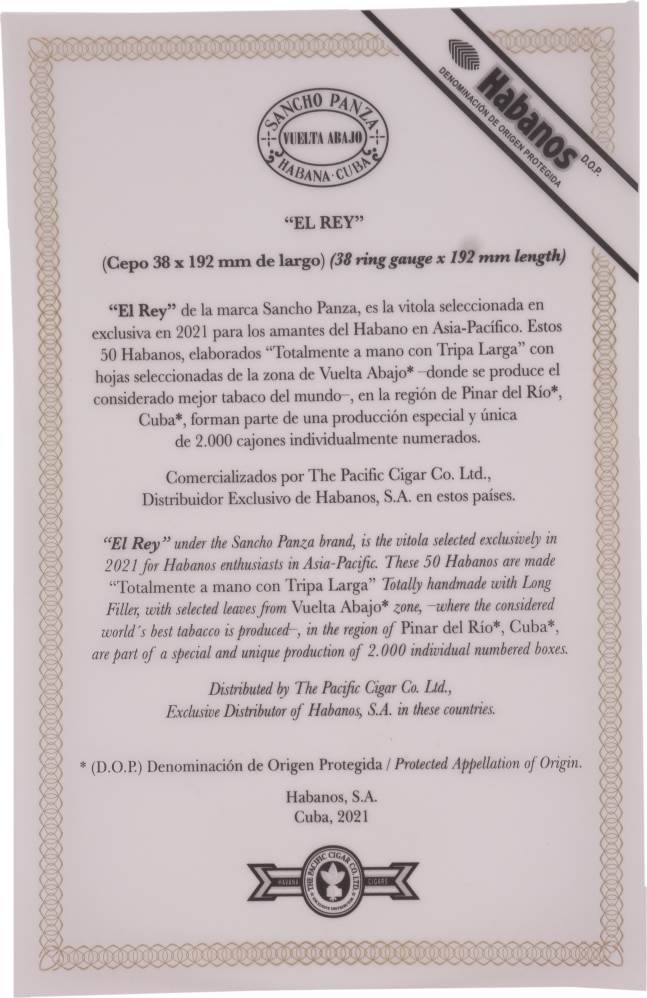 Habanos
D.O.P.
DENOMINACIÓN DE ORIGEN PROTEGIDA
SANCHO PANZA
VUELTA ABAJO
HABANA · CUBA
“EL REY”
(Cepo 38 x 192 mm de largo) (38 ring gauge x 192 mm length)
“El Rey” de la marca Sancho Panza, es la vitola seleccionada en
exclusiva en 2021 para los amantes del Habano en Asia-Pacífico. Estos
50 Habanos, elaborados “Totalmente a mano con Tripa Larga” con
hojas seleccionadas de la zona de Vuelta Abajo* –donde se produce el
considerado mejor tabaco del mundo–, en la región de Pinar del Río*,
Cuba*, forman parte de una producción especial y única
de 2.000 cajones individualmente numerados.
Comercializados por The Pacific Cigar Co. Ltd.,
Distribuidor Exclusivo de Habanos, S.A. en estos países.
“El Rey” under the Sancho Panza brand, is the vitola selected exclusively in
2021 for Habanos enthusiasts in Asia-Pacific. These 50 Habanos are made
“Totalmente a mano con Tripa Larga” Totally handmade with Long
Filler, with selected leaves from Vuelta Abajo* zone, –where the considered
world´s best tabacco is produced–, in the region of Pinar del Río*, Cuba*,
are part of a special and unique production of 2.000 individual numbered boxes.
Distributed by The Pacific Cigar Co. Ltd.,
Exclusive Distributor of Habanos, S.A. in these countries.
* (D.O.P.) Denominación de Origen Protegida / Protected Appellation of Origin.
Habanos, S.A.
Cuba, 2021
THE PACIFIC CIGAR CO. LTD.
HAVANA CIGARS
EXCLUSIVE DISTRIBUTOR